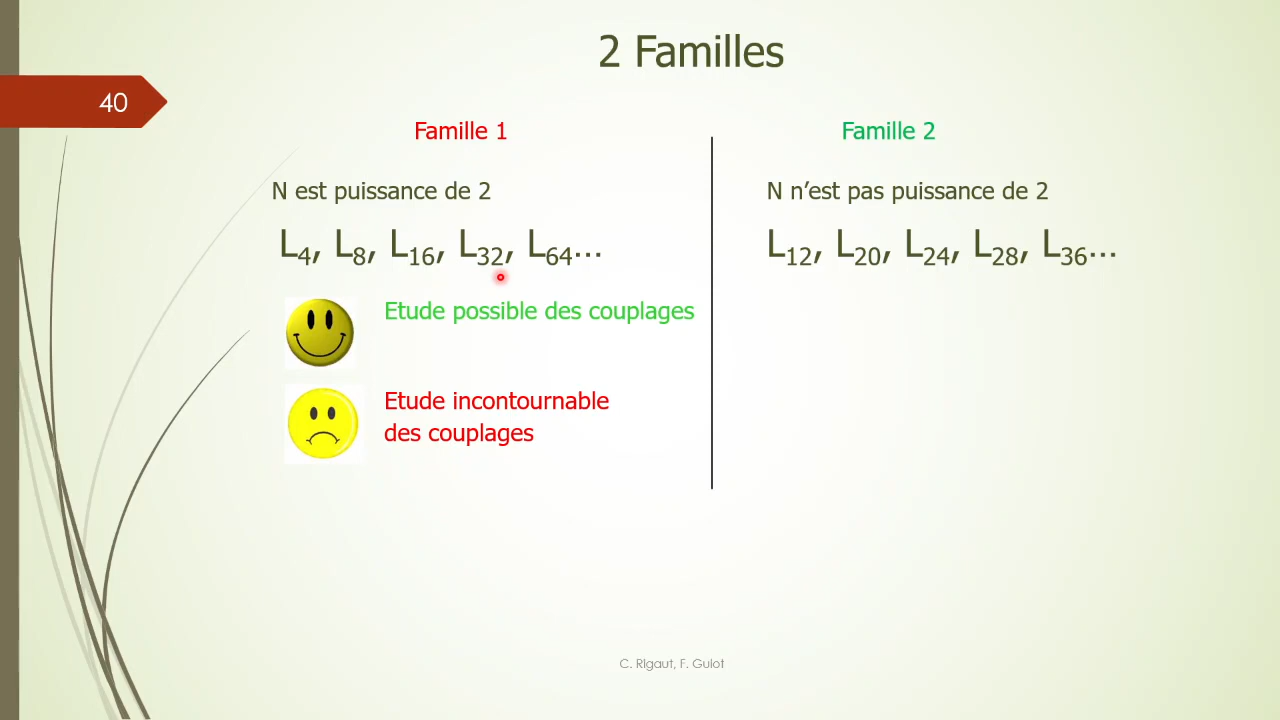 2 Familles
40
Famille 1
N est puissance de 2
L4, L8, L16, L32, L64...
Etude possible des couplages
Etude incontournable
des couplages
Famille 2
N n’est pas puissance de 2
L12, L20, L24, L28, L36...
C. RIgaut, F. Guiot